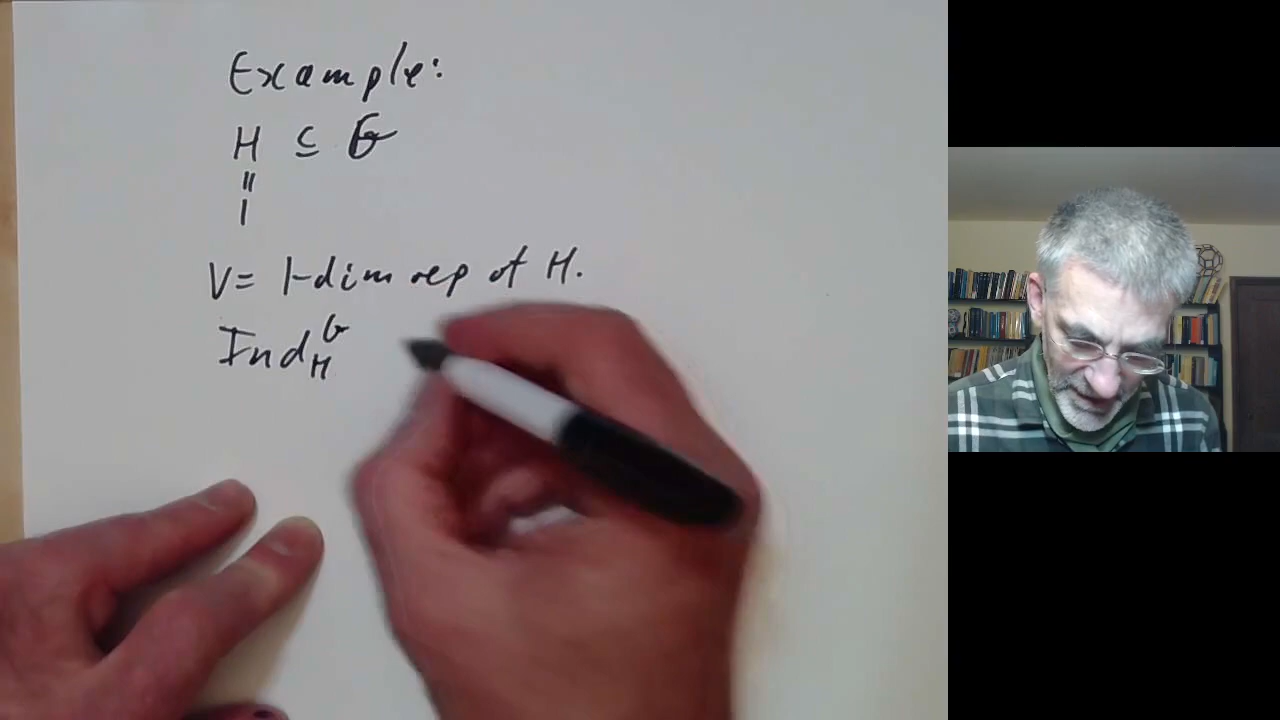 Example:
H ⊆ G
=
1
V = 1-dim rep of H.
Ind_H^G